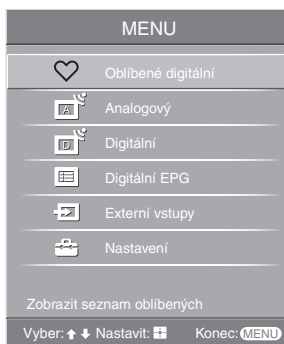 MENU
Oblíbené digitální
A Analogový
D Digitální
Digitální EPG
Externí vstupy
Nastavení
Zobrazit seznam oblíbených
Vyber: Nastavit: Konec: MENU